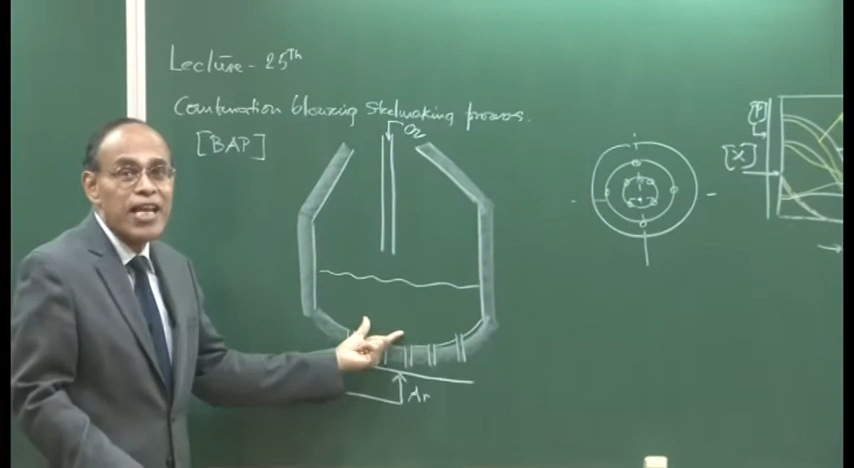 Lecture - 25th
Combination blowing steelmaking process.
[BAP]
O2
Ar
[P]
[X]